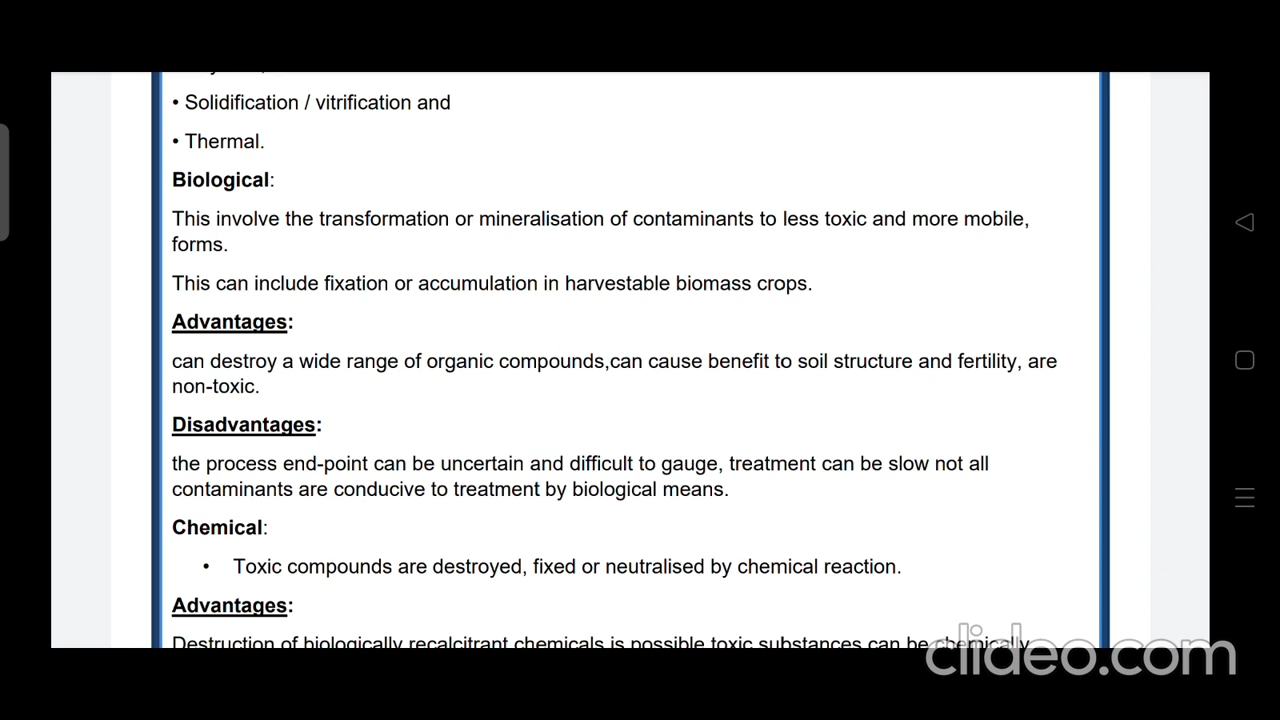 • Solidification / vitrification and
• Thermal.
Biological:
This involve the transformation or mineralisation of contaminants to less toxic and more mobile,
forms.
This can include fixation or accumulation in harvestable biomass crops.
Advantages:
can destroy a wide range of organic compounds,can cause benefit to soil structure and fertility, are
non-toxic.
Disadvantages:
the process end-point can be uncertain and difficult to gauge, treatment can be slow not all
contaminants are conducive to treatment by biological means.
Chemical:
• Toxic compounds are destroyed, fixed or neutralised by chemical reaction.
Advantages:
Destruction of biologically recalcitrant chemicals is possible toxic substances can be chemically
clideo.com